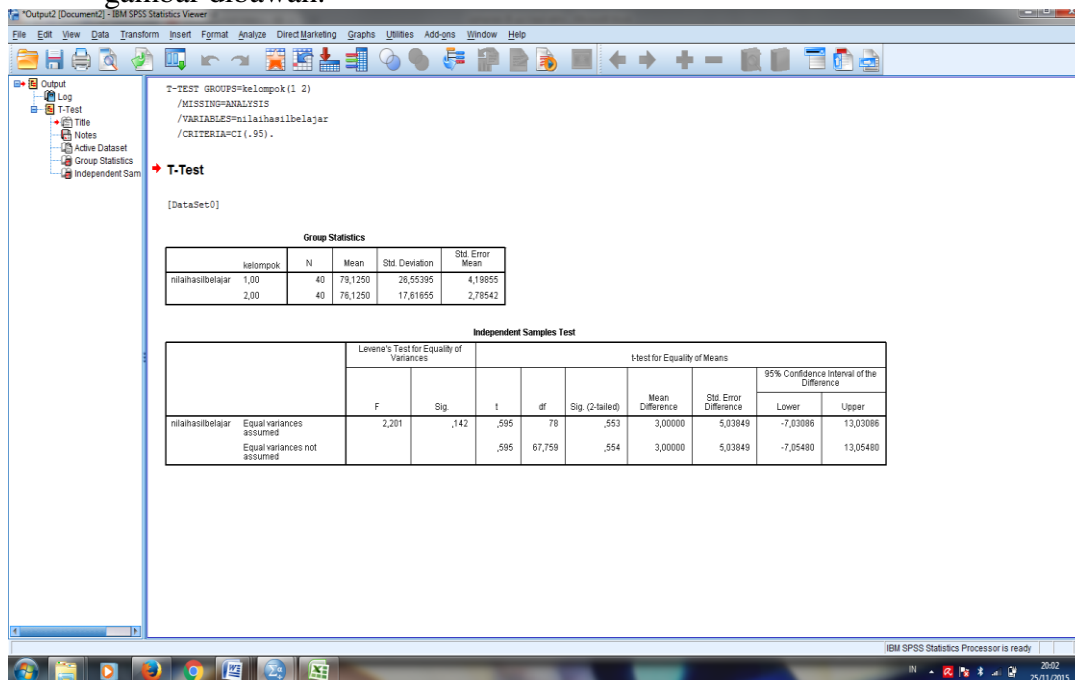 gambar dibawah.
*Output2 [Document2] - IBM SPSS Statistics Viewer
File Edit View Data Transform Insert Format Analyze Direct Marketing Graphs Utilities Add-ons Window Help
Output
Log
T-Test
Title
Notes
Active Dataset
Group Statistics
Independent Sam
T-TEST GROUPS=kelompok(1 2)
/MISSING=ANALYSIS
/VARIABLES=nilaihasilbelajar
/CRITERIA=CI(.95).
T-Test
[DataSet0]
Group Statistics
kelompok N Mean Std. Deviation Std. Error Mean
nilaihasilbelajar 1,00 40 79,1250 26,55395 4,19855
2,00 40 76,1250 17,61655 2,78542
Independent Samples Test
Levene's Test for Equality of Variances t-test for Equality of Means
95% Confidence Interval of the Difference
F Sig. t df Sig. (2-tailed) Mean Difference Std. Error Difference Lower Upper
nilaihasilbelajar Equal variances assumed 2,201 ,142 ,595 78 ,553 3,00000 5,03849 -7,03086 13,03086
Equal variances not assumed ,595 67,759 ,554 3,00000 5,03849 -7,05480 13,05480
IBM SPSS Statistics Processor is ready
IN 20:02
25/11/2015